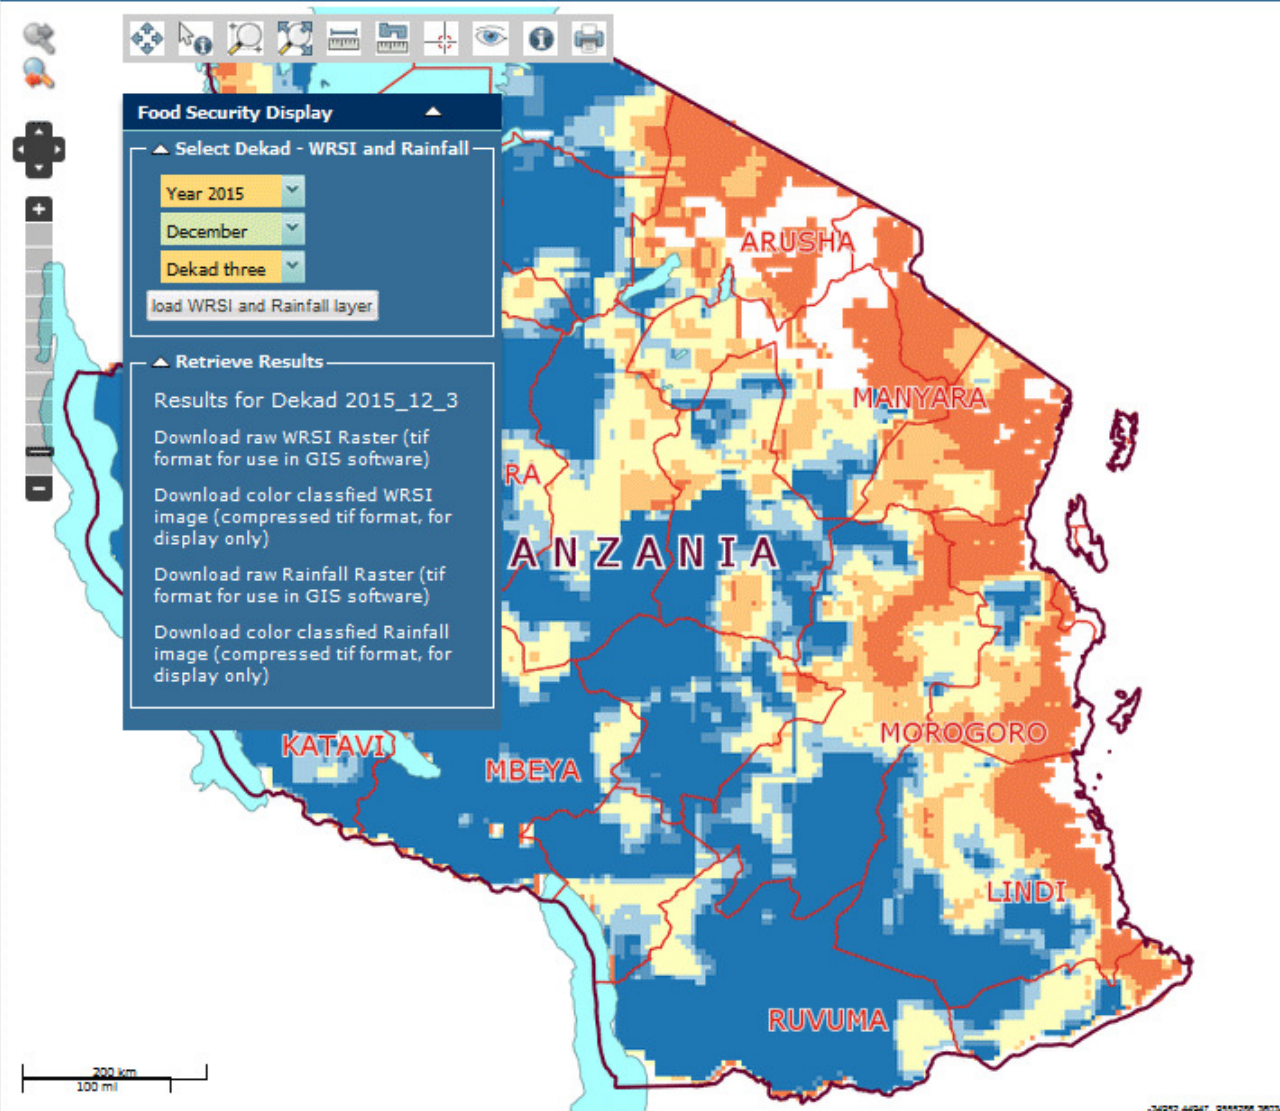 Food Security Display
Select Dekad - WRSI and Rainfall
Year 2015
December
Dekad three
load WRSI and Rainfall layer
Retrieve Results
Results for Dekad 2015_12_3
Download raw WRSI Raster (tif
format for use in GIS software)
Download color classfied WRSI
image (compressed tif format, for
display only)
Download raw Rainfall Raster (tif
format for use in GIS software)
Download color classfied Rainfall
image (compressed tif format, for
display only)
ARUSHA
MANYARA
RA
ANZANIA
MOROGORO
KATAVI
MBEYA
LINDI
RUVUMA
200 km
100 mi